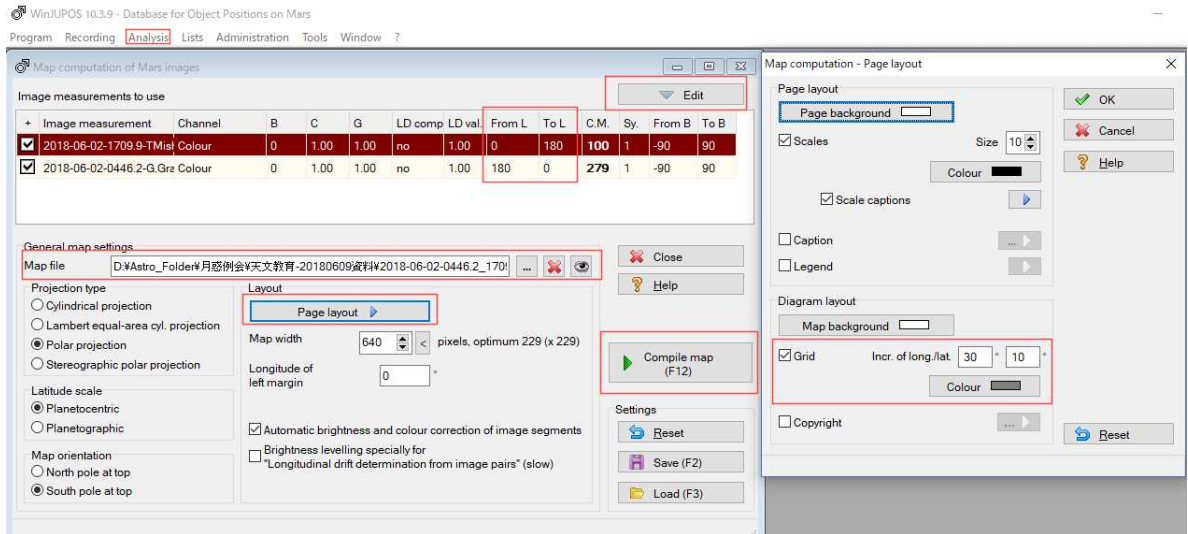 WinJUPOS 10.3.9 - Database for Object Positions on Mars
Program Recording Analysis Lists Administration Tools Window ?
Map computation of Mars images
Image measurements to use
Edit
+ Image measurement Channel B C G LD comp LD val. From L To L C.M. Sy. From B To B
2018-06-02-1709.9-TMis Colour 0 1.00 1.00 no 1.00 0 180 100 1 -90 90
2018-06-02-0446.2-G.Gra Colour 0 1.00 1.00 no 1.00 180 0 279 1 -90 90
General map settings
Map file D:¥Astro_Folder¥月惑例会¥天文教育-20180609資料¥2018-06-02-0446.2_170 ...
Projection type
Cylindrical projection
Lambert equal-area cyl. projection
Polar projection
Stereographic polar projection
Latitude scale
Planetocentric
Planetographic
Map orientation
North pole at top
South pole at top
Layout
Page layout
Map width 640 < pixels, optimum 229 (x 229)
Longitude of
left margin 0 °
Automatic brightness and colour correction of image segments
Brightness levelling specially for
"Longitudinal drift determination from image pairs" (slow)
Close
Help
Compile map
(F12)
Settings
Reset
Save (F2)
Load (F3)
Map computation - Page layout
Page layout
Page background
Scales Size 10
Colour
Scale captions
Caption ...
Legend
Diagram layout
Map background
Grid Incr. of long./lat. 30 ° 10 °
Colour
Copyright ...
OK
Cancel
Help
Reset